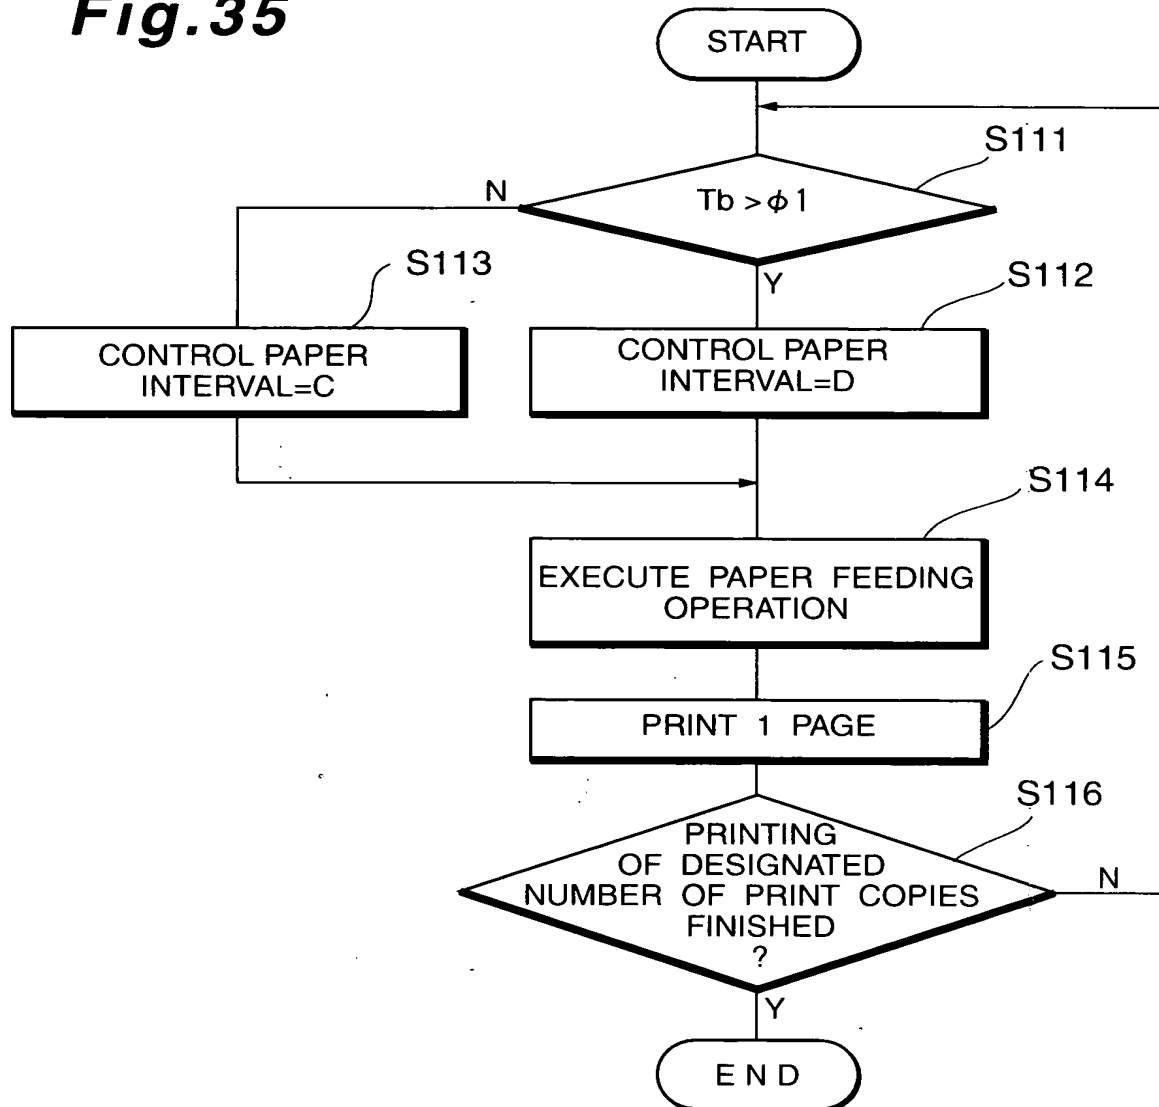 Fig.35
START
S111
N
Tb > φ 1
Y
S113
S112
CONTROL PAPER
INTERVAL=C
CONTROL PAPER
INTERVAL=D
S114
EXECUTE PAPER FEEDING
OPERATION
S115
PRINT 1 PAGE
S116
PRINTING
OF DESIGNATED
NUMBER OF PRINT COPIES
FINISHED
?
N
Y
END